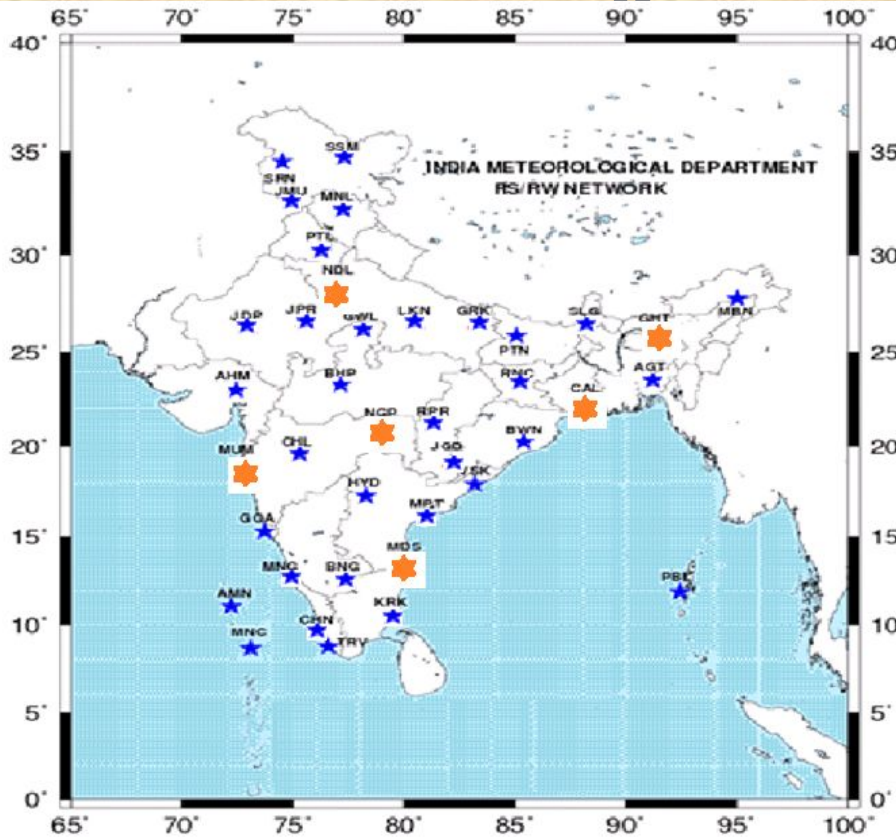 65° 70° 75° 80° 85° 90° 95° 100°
40° 40
35° 35
30° 30
25° 25
20° 20
15° 15
10° 10
5° 5°
0° 0°
INDIA METEOROLOGICAL DEPARTMENT
RS/RW NETWORK
SSM
SRN
JMU MNL
PTL
NDL
JDP JPR GWL LKN GRK SLG GHT MBN
PTN
AHM BHP RNC CAL AGT
NGP RPR
MUM CHL JGD BWN
VSK
HYD
MPT
GOA
MDS
MNG BNG
PBL
AMN KRK
CHN
MNC TRV
65° 70° 75° 80° 85° 90° 95° 100°